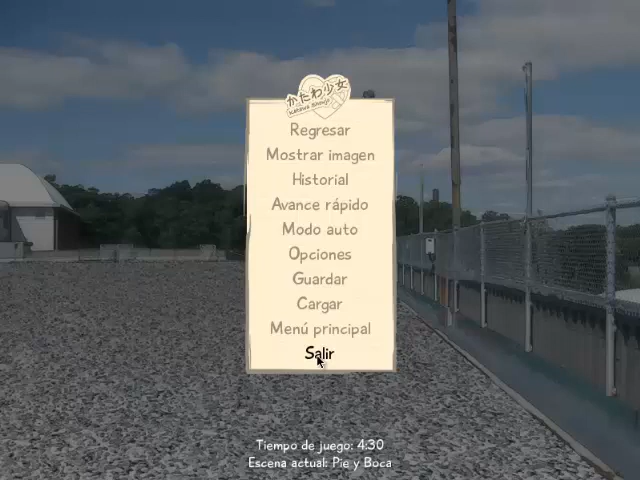 かたわ少女
Katawa Shoujo
Regresar
Mostrar imagen
Historial
Avance rápido
Modo auto
Opciones
Guardar
Cargar
Menú principal
Salir
Tiempo de juego: 4:30
Escena actual: Pie y Boca